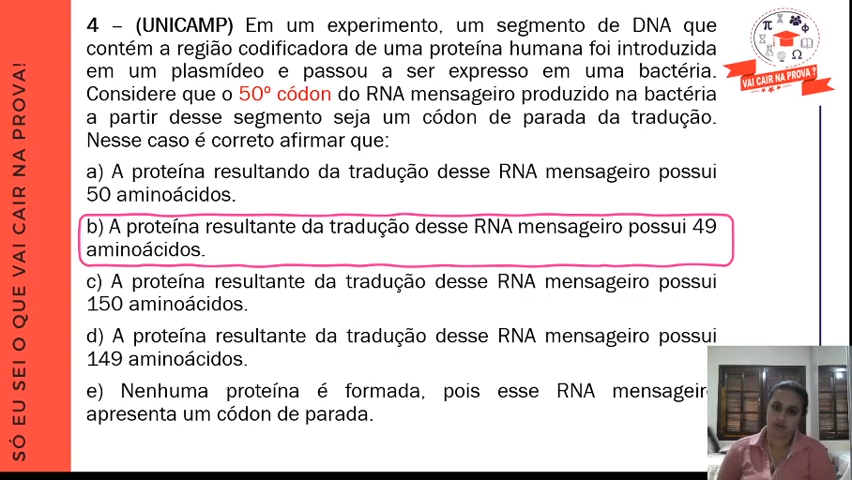 SÓ EU SEI O QUE VAI CAIR NA PROVA!
4 – (UNICAMP) Em um experimento, um segmento de DNA que
contém a região codificadora de uma proteína humana foi introduzida
em um plasmídeo e passou a ser expresso em uma bactéria.
Considere que o 50º códon do RNA mensageiro produzido na bactéria
a partir desse segmento seja um códon de parada da tradução.
Nesse caso é correto afirmar que:
a) A proteína resultando da tradução desse RNA mensageiro possui
50 aminoácidos.
b) A proteína resultante da tradução desse RNA mensageiro possui 49
aminoácidos.
c) A proteína resultante da tradução desse RNA mensageiro possui
150 aminoácidos.
d) A proteína resultante da tradução desse RNA mensageiro possui
149 aminoácidos.
e) Nenhuma proteína é formada, pois esse RNA mensageir
apresenta um códon de parada.
VAI CAIR NA PROVA ?